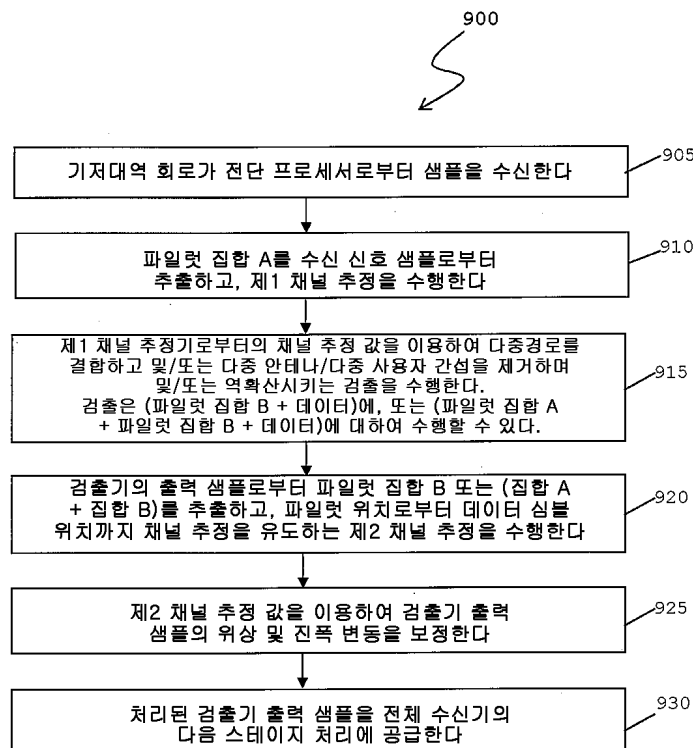 900
기저대역 회로가 전단 프로세서로부터 샘플을 수신한다
905
파일럿 집합 A를 수신 신호 샘플로부터
추출하고, 제1 채널 추정을 수행한다
910
제1 채널 추정기로부터의 채널 추정 값을 이용하여 다중경로를
결합하고 및/또는 다중 안테나/다중 사용자 간섭을 제거하며
및/또는 역확산시키는 검출을 수행한다.
검출은 (파일럿 집합 B + 데이터)에, 또는 (파일럿 집합 A
+ 파일럿 집합 B + 데이터)에 대하여 수행할 수 있다.
915
검출기의 출력 샘플로부터 파일럿 집합 B 또는 (집합 A
+ 집합 B)를 추출하고, 파일럿 위치로부터 데이터 심볼
위치까지 채널 추정을 유도하는 제2 채널 추정을 수행한다
920
제2 채널 추정 값을 이용하여 검출기 출력
샘플의 위상 및 진폭 변동을 보정한다
925
처리된 검출기 출력 샘플을 전체 수신기의
다음 스테이지 처리에 공급한다
930